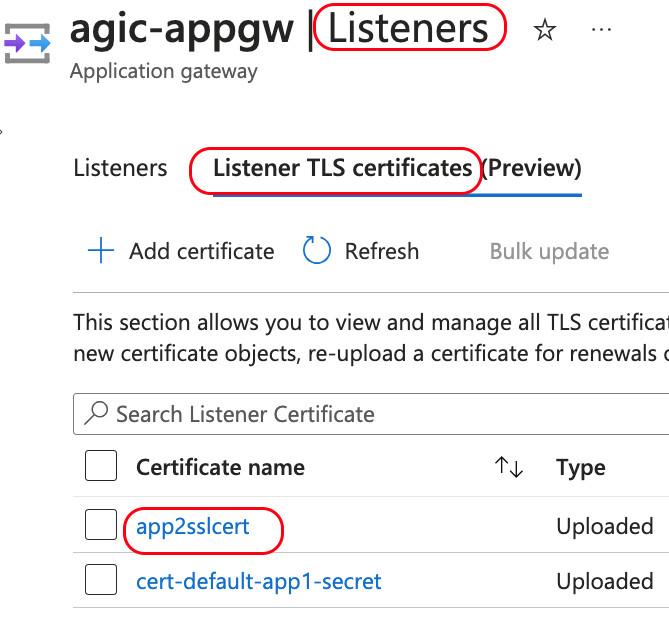 agic-appgw | Listeners
Application gateway
Listeners Listener TLS certificates (Preview)
Add certificate Refresh Bulk update
This section allows you to view and manage all TLS
new certificate objects, re-upload a certificate for renewals
Search Listener Certificate
Certificate name Type
app2sslcert Uploaded
cert-default-app1-secret Uploaded